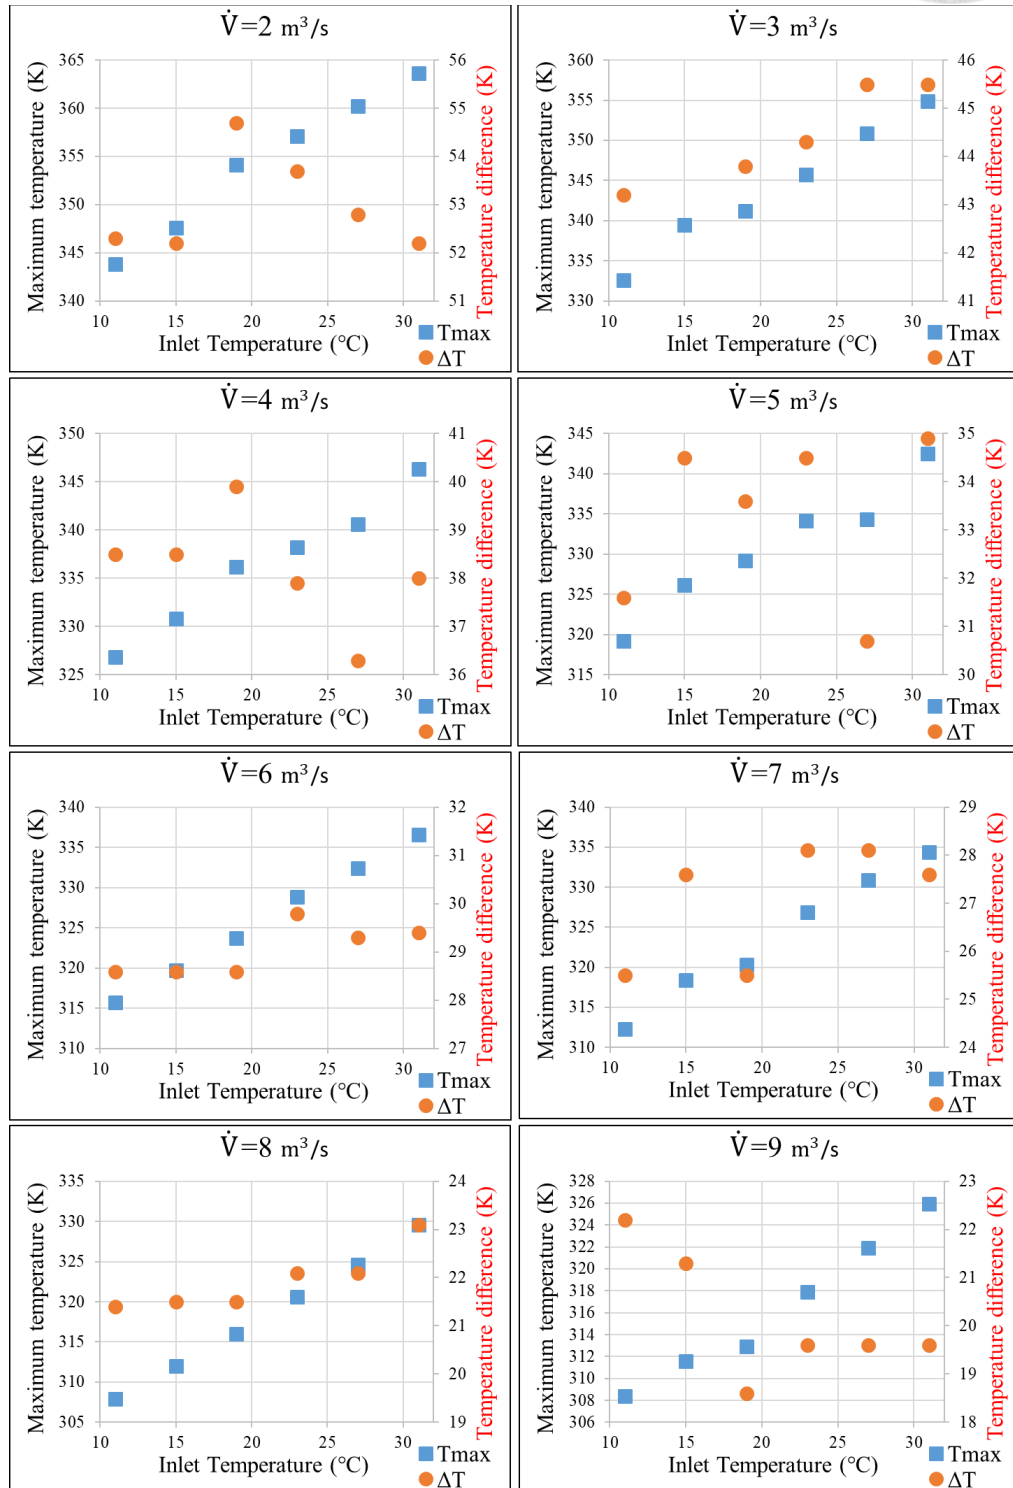 V̇=2 m³/s
Maximum temperature (K)
365
360
355
350
345
340
56
55
54
53
52
51
Temperature difference (K)
10 15 20 25 30
Inlet Temperature (°C)
Tmax
ΔT
V̇=3 m³/s
Maximum temperature (K)
360
355
350
345
340
335
330
46
45
44
43
42
41
Temperature difference (K)
10 15 20 25 30
Inlet Temperature (°C)
Tmax
ΔT
V̇=4 m³/s
Maximum temperature (K)
350
345
340
335
330
325
41
40
39
38
37
36
Temperature difference (K)
10 15 20 25 30
Inlet Temperature (°C)
Tmax
ΔT
V̇=5 m³/s
Maximum temperature (K)
345
340
335
330
325
320
315
35
34
33
32
31
30
Temperature difference (K)
10 15 20 25 30
Inlet Temperature (°C)
Tmax
ΔT
V̇=6 m³/s
Maximum temperature (K)
340
335
330
325
320
315
310
32
31
30
29
28
27
Temperature difference (K)
10 15 20 25 30
Inlet Temperature (°C)
Tmax
ΔT
V̇=7 m³/s
Maximum temperature (K)
340
335
330
325
320
315
310
29
28
27
26
25
24
Temperature difference (K)
10 15 20 25 30
Inlet Temperature (°C)
Tmax
ΔT
V̇=8 m³/s
Maximum temperature (K)
335
330
325
320
315
310
305
24
23
22
21
20
19
Temperature difference (K)
10 15 20 25 30
Inlet Temperature (°C)
Tmax
ΔT
V̇=9 m³/s
Maximum temperature (K)
328
326
324
322
320
318
316
314
312
310
308
306
23
22
21
20
19
18
Temperature difference (K)
10 15 20 25 30
Inlet Temperature (°C)
Tmax
ΔT